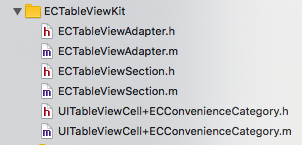 ECTableViewKit
h ECTableViewAdapter.h
m ECTableViewAdapter.m
h ECTableViewSection.h
m ECTableViewSection.m
h UITableViewCell+ECConvenienceCategory.h
m UITableViewCell+ECConvenienceCategory.m